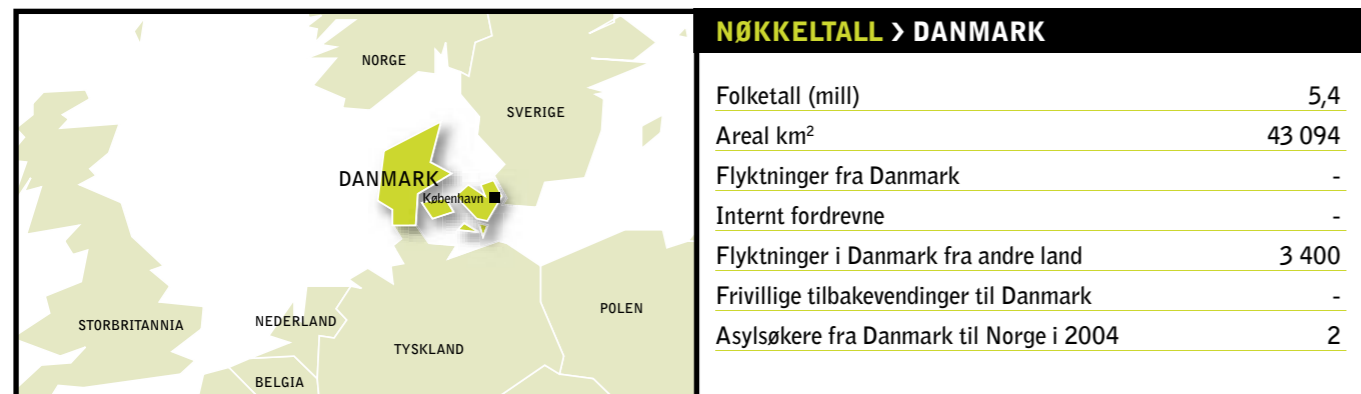 NORGE
SVERIGE
DANMARK
København
STORBRITANNIA
NEDERLAND
POLEN
TYSKLAND
BELGIA
NØKKELTALL > DANMARK
Folketall (mill) 5,4
Areal km² 43 094
Flyktninger fra Danmark -
Internt fordrevne -
Flyktninger i Danmark fra andre land 3 400
Frivillige tilbakevendinger til Danmark -
Asylsøkere fra Danmark til Norge i 2004 2